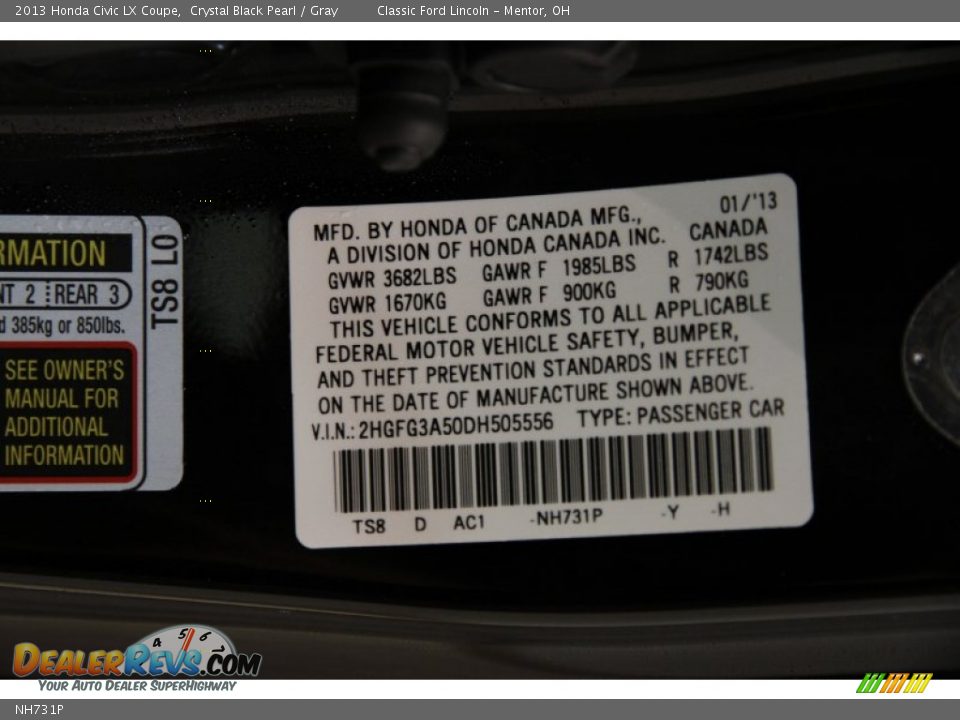 2013 Honda Civic LX Coupe, Crystal Black Pearl / Gray Classic Ford Lincoln - Mentor, OH
RMATION
NT 2 REAR 3
d 385kg or 850lbs.
SEE OWNER'S
MANUAL FOR
ADDITIONAL
INFORMATION
TS8 L0
01/'13
MFD. BY HONDA OF CANADA MFG.,
A DIVISION OF HONDA CANADA INC. CANADA
GVWR 3682LBS GAWR F 1985LBS R 1742LBS
GVWR 1670KG GAWR F 900KG R 790KG
THIS VEHICLE CONFORMS TO ALL APPLICABLE
FEDERAL MOTOR VEHICLE SAFETY, BUMPER,
AND THEFT PREVENTION STANDARDS IN EFFECT
ON THE DATE OF MANUFACTURE SHOWN ABOVE.
V.I.N.: 2HGFG3A50DH505556 TYPE: PASSENGER CAR
TS8 D AC1 -NH731P -Y -H
4 5 6
DEALERREVS.COM
YOUR AUTO DEALER SUPERHIGHWAY
NH731P